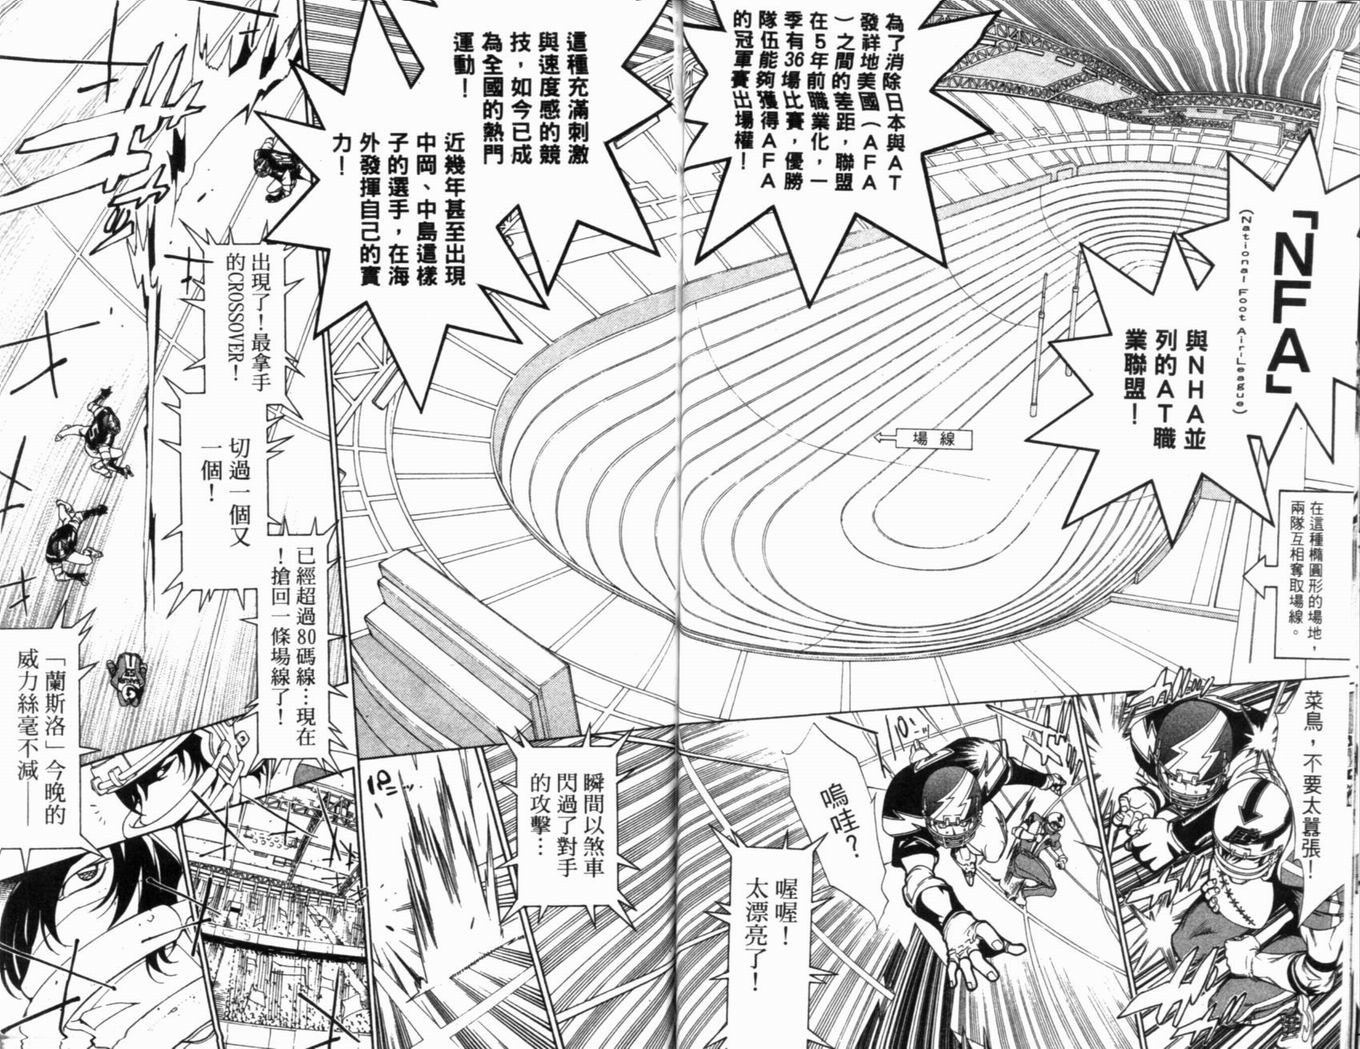 「NFA」
(National Foot Air League)
與NHA並
列的AT職
業聯盟！
為了消除日本與AT
發祥地美國（AFA
）之間的差距，聯盟
在5年前職業化，一
季有36場比賽，優勝
隊伍能夠獲得AFA
的冠軍賽出場權！
這種充滿刺激
與速度感的競
技，如今已成
為全國的熱門
運動！
近幾年甚至出現
中岡、中島這樣
子的選手，在海
外發揮自己的實
力！
場線
在這種橢圓形的場地，
兩隊互相奪取場線。
菜鳥，不要太囂張！
嗚哇？
喔喔！
太漂亮了！
瞬間以煞車
閃過了對手
的攻擊…
出現了！最拿手
的CROSSOVER！
切過一個又
一個！
已經超過80碼線…現在
！搶回一條場線了！
「蘭斯洛」今晚的
威力絲毫不減——